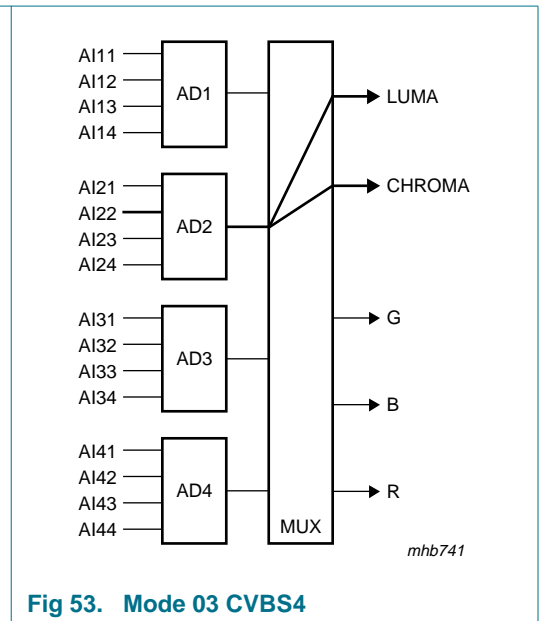 AI11
AI12
AI13
AI14
AD1
AI21
AI22
AI23
AI24
AD2
AI31
AI32
AI33
AI34
AD3
AI41
AI42
AI43
AI44
AD4
MUX
LUMA
CHROMA
G
B
R
mhb741
Fig 53. Mode 03 CVBS4